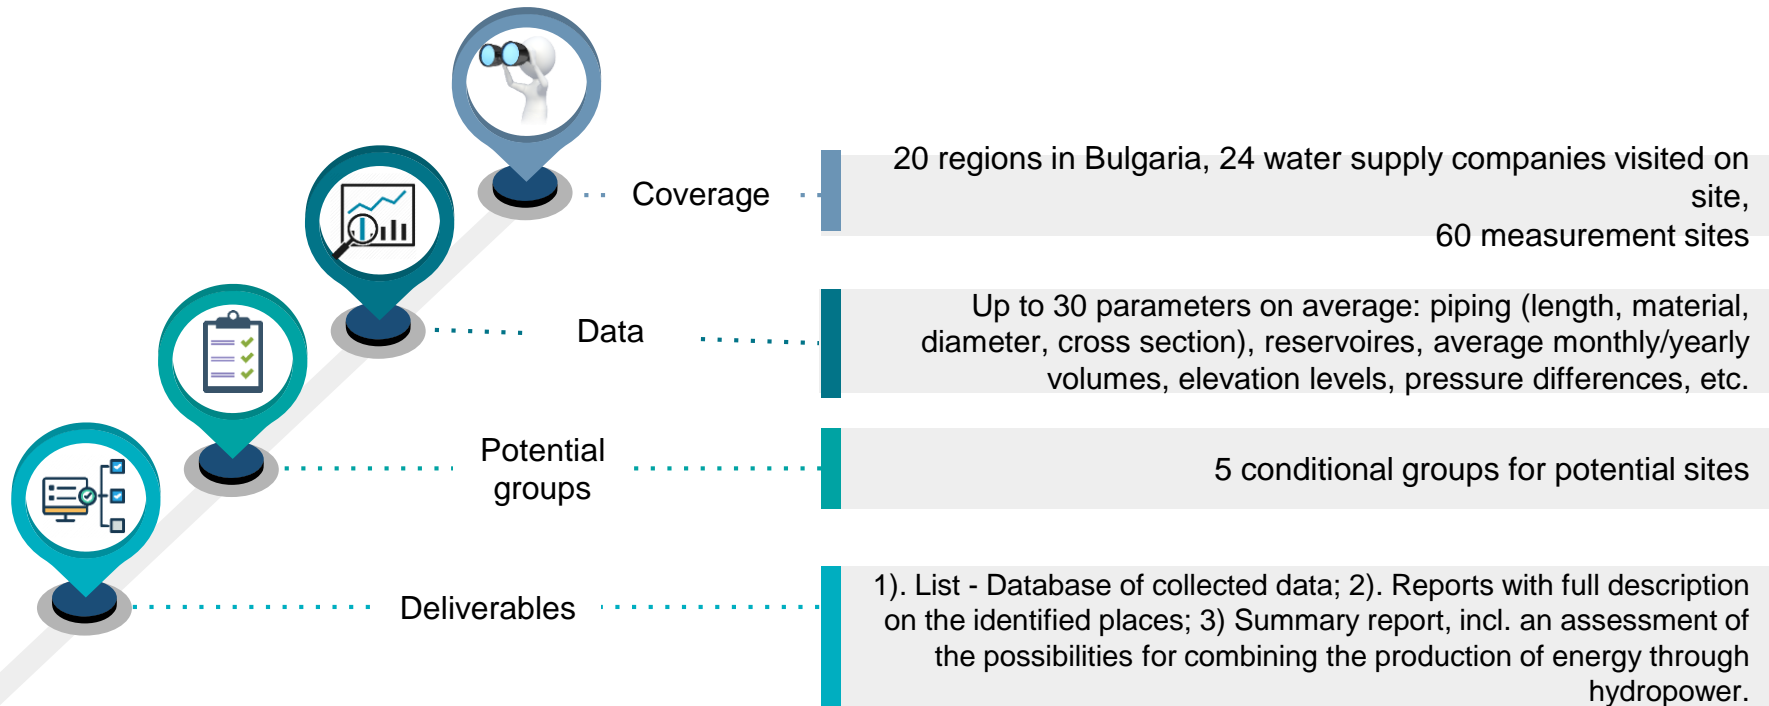 Coverage
20 regions in Bulgaria, 24 water supply companies visited on
site,
60 measurement sites
Data
Up to 30 parameters on average: piping (length, material,
diameter, cross section), reservoires, average monthly/yearly
volumes, elevation levels, pressure differences, etc.
Potential
groups
5 conditional groups for potential sites
Deliverables
1). List - Database of collected data; 2). Reports with full description
on the identified places; 3) Summary report, incl. an assessment of
the possibilities for combining the production of energy through
hydropower.